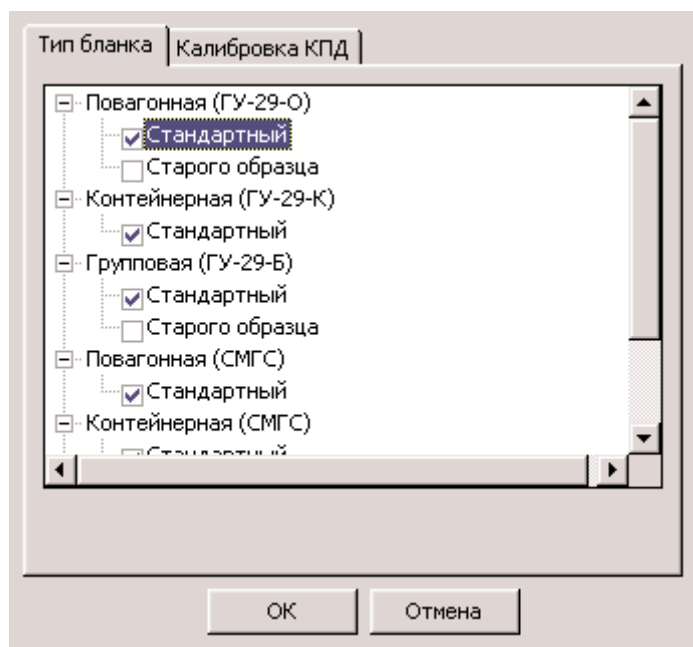 Тип бланка
Калибровка КПД
Повагонная (ГУ-29-О)
Стандартный
Старого образца
Контейнерная (ГУ-29-К)
Стандартный
Групповая (ГУ-29-Б)
Стандартный
Старого образца
Повагонная (СМГС)
Стандартный
Контейнерная (СМГС)
Стандартный
ОК
Отмена